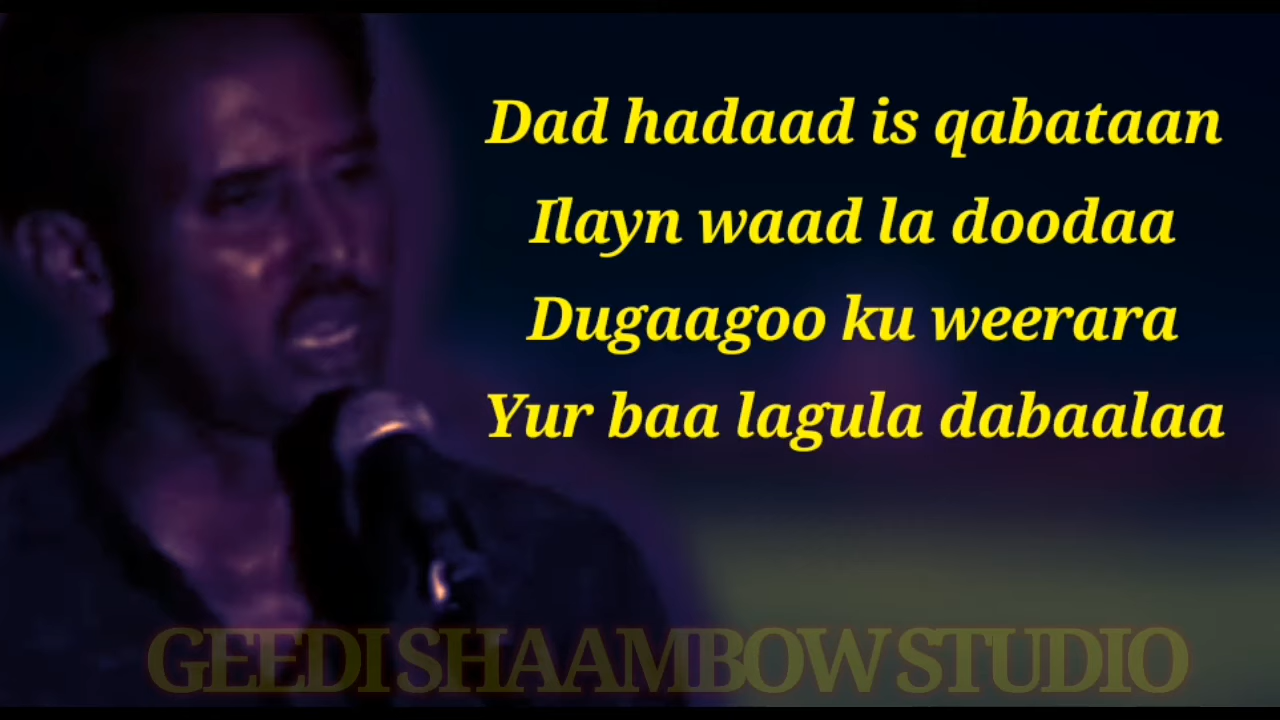 Dad hadaad is qabataan
Ilayn waad la doodaa
Dugaagoo ku weerara
Yur baa lagula dabaalaa
GEEDI SHAAMBOW STUDIO